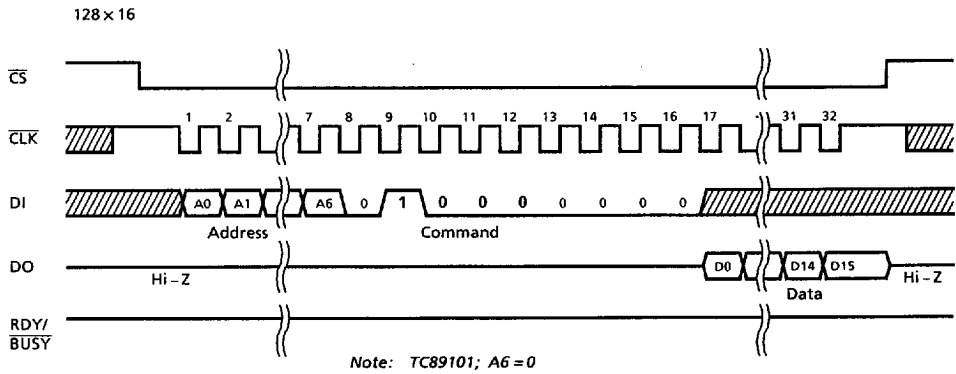 128 × 16
CS
CLK
1 2 7 8 9 10 11 12 13 14 15 16 17 31 32
DI
A0 A1 A6 0 1 0 0 0 0 0 0 0
Address Command
DO
Hi–Z D0 D14 D15 Hi–Z
Data
RDY/
BUSY
Note: TC89101; A6 = 0